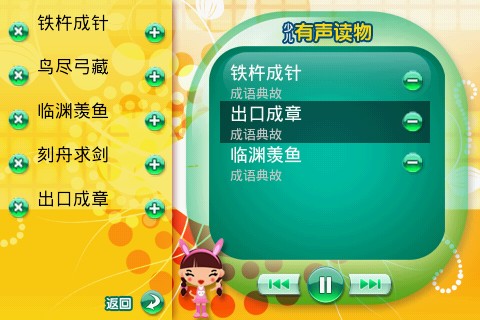 铁杵成针
鸟尽弓藏
临渊羡鱼
刻舟求剑
出口成章
返回
少儿有声读物
铁杵成针
成语典故
出口成章
成语典故
临渊羡鱼
成语典故